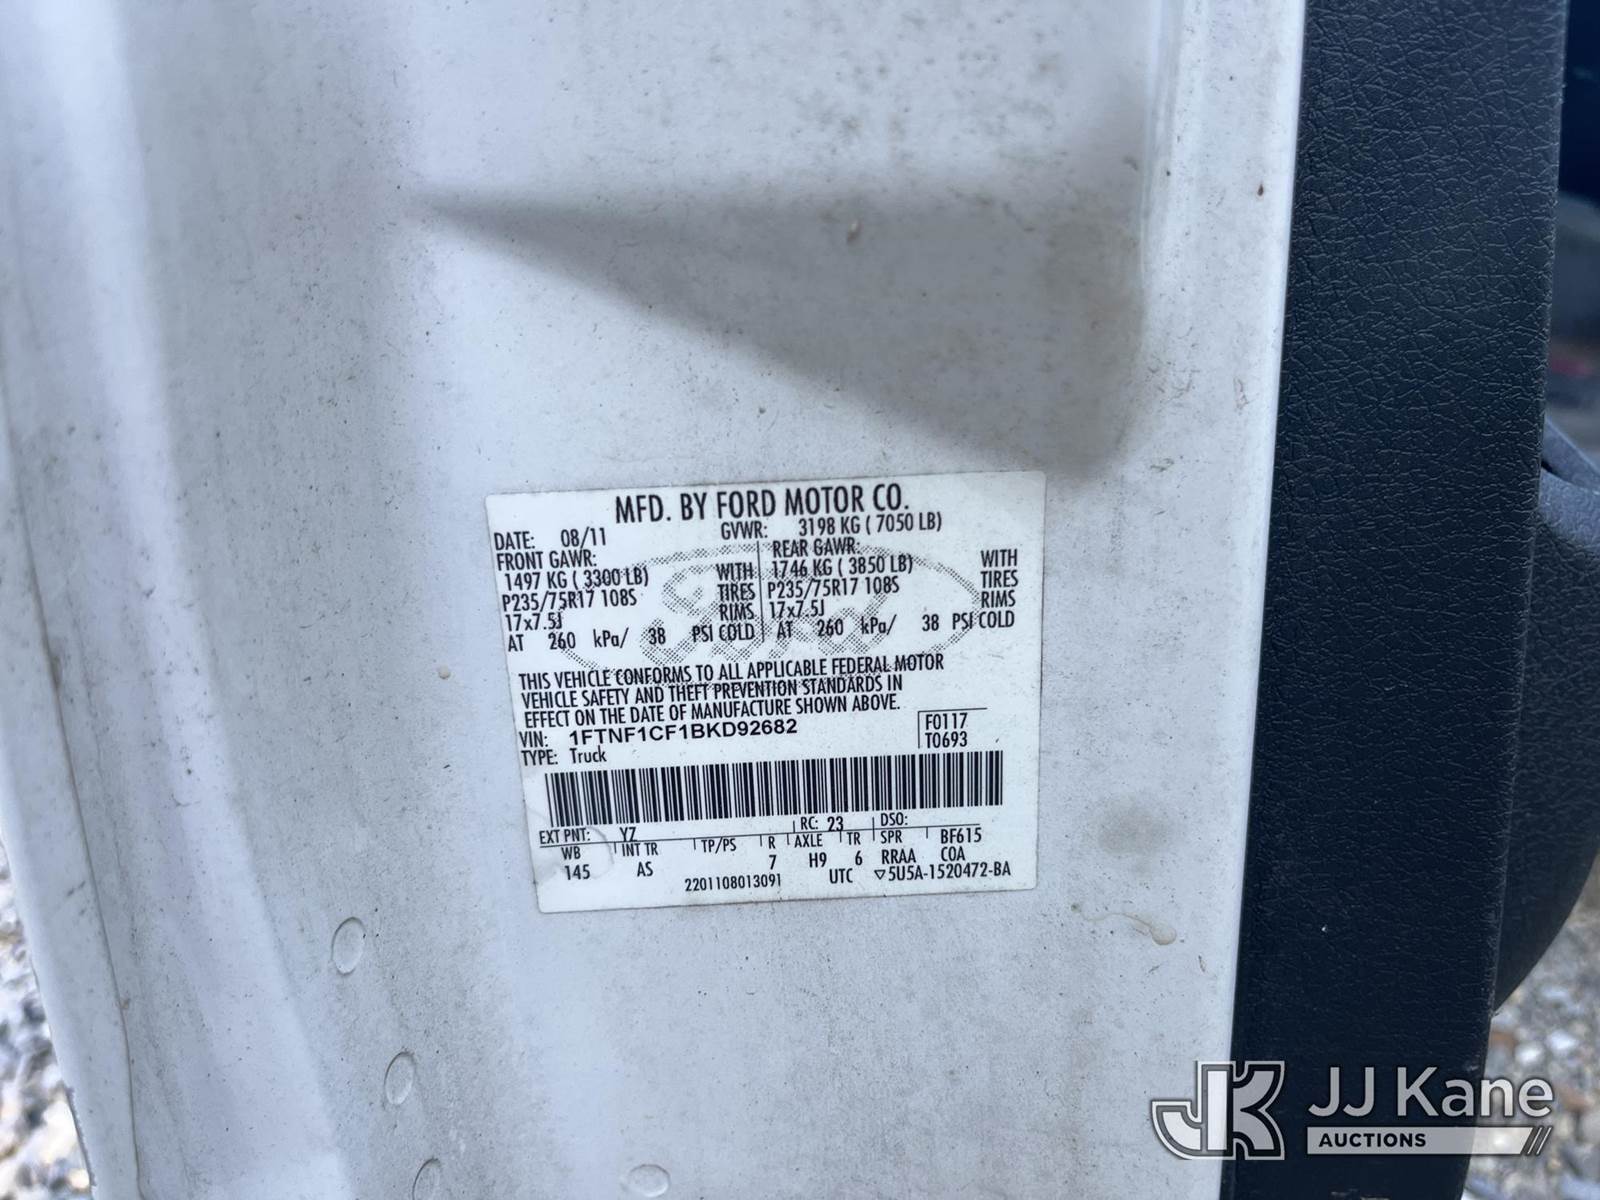 MFD. BY FORD MOTOR CO.
DATE: 08/11 GVWR: 3198 KG ( 7050 LB)
FRONT GAWR: REAR GAWR:
1497 KG ( 3300 LB) WITH 1746 KG ( 3850 LB) WITH
P235/75R17 108S TIRES P235/75R17 108S TIRES
17x7.5J RIMS 17x7.5J RIMS
AT 260 kPa/ 38 PSI COLD AT 260 kPa/ 38 PSI COLD
Ford
THIS VEHICLE CONFORMS TO ALL APPLICABLE FEDERAL MOTOR
VEHICLE SAFETY AND THEFT PREVENTION STANDARDS IN
EFFECT ON THE DATE OF MANUFACTURE SHOWN ABOVE.
VIN: 1FTNF1CF1BKD92682 F0117
TYPE: Truck T0693
EXT PNT: YZ RC: 23 DSO:
WB INT TR TP/PS R AXLE TR SPR BF615
145 AS 7 H9 6 RRAA COA
2201108013091 UTC ▽5U5A-1520472-BA
JK JJ Kane
AUCTIONS